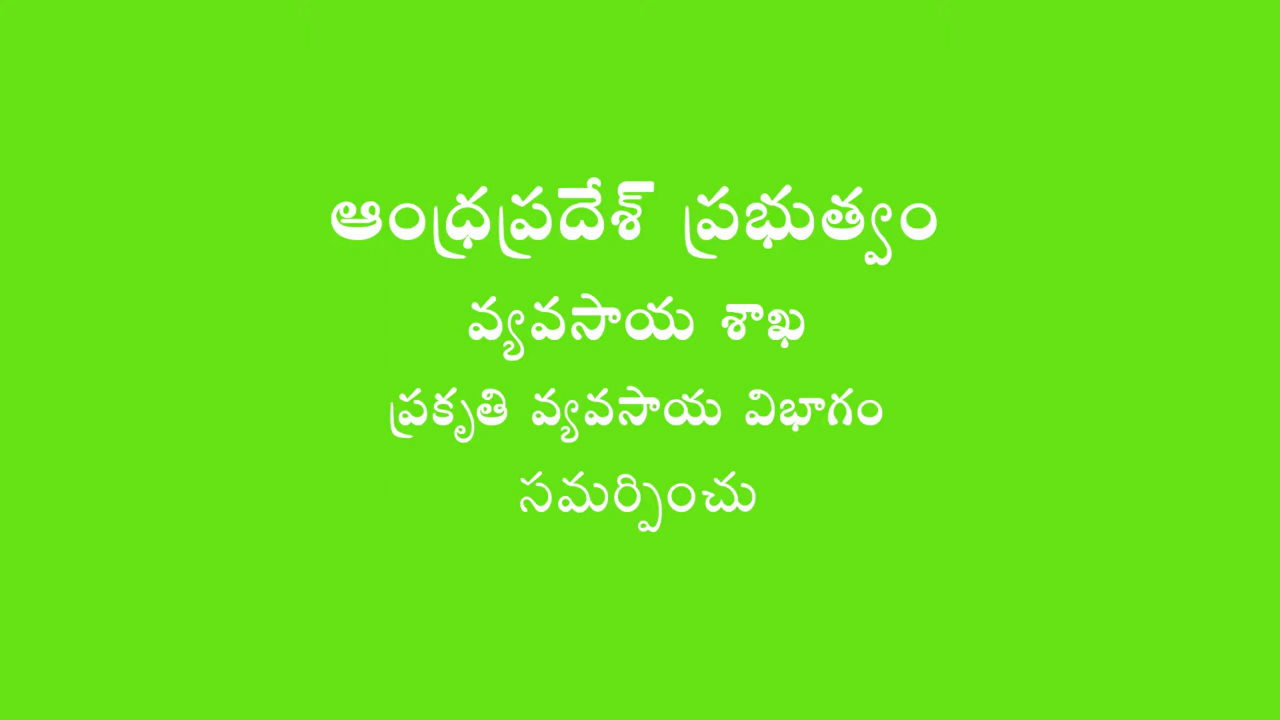 ఆంధ్రప్రదేశ్ ప్రభుత్వం
వ్యవసాయ శాఖ
ప్రకృతి వ్యవసాయ విభాగం
సమర్పించు